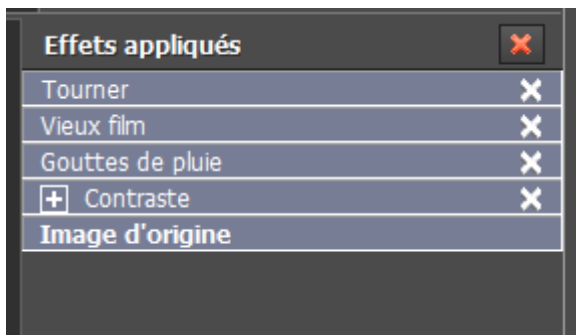 Effets appliqués
Tourner
Vieux film
Gouttes de pluie
Contraste
Image d'origine